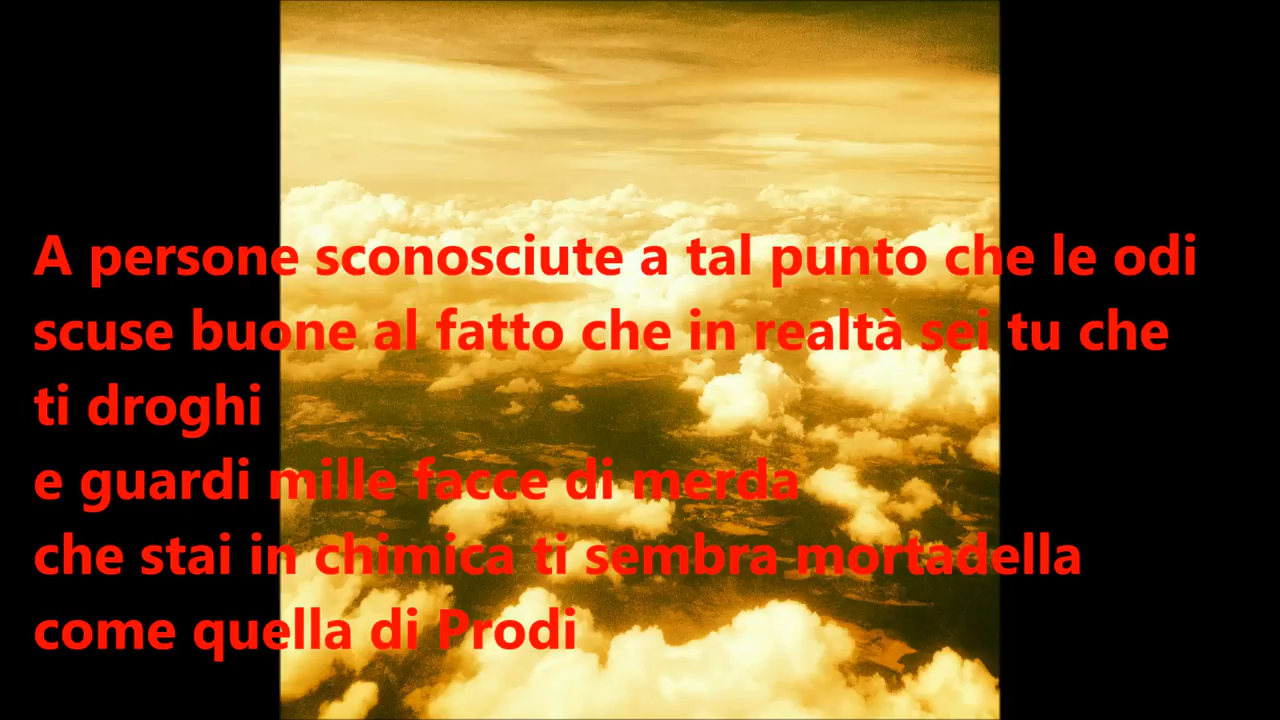 A persone sconosciute a tal punto che le odi
scuse buone al fatto che in realtà sei tu che
ti droghi
e guardi mille facce di merda
che stai in chimica ti sembra mortadella
come quella di Prodi